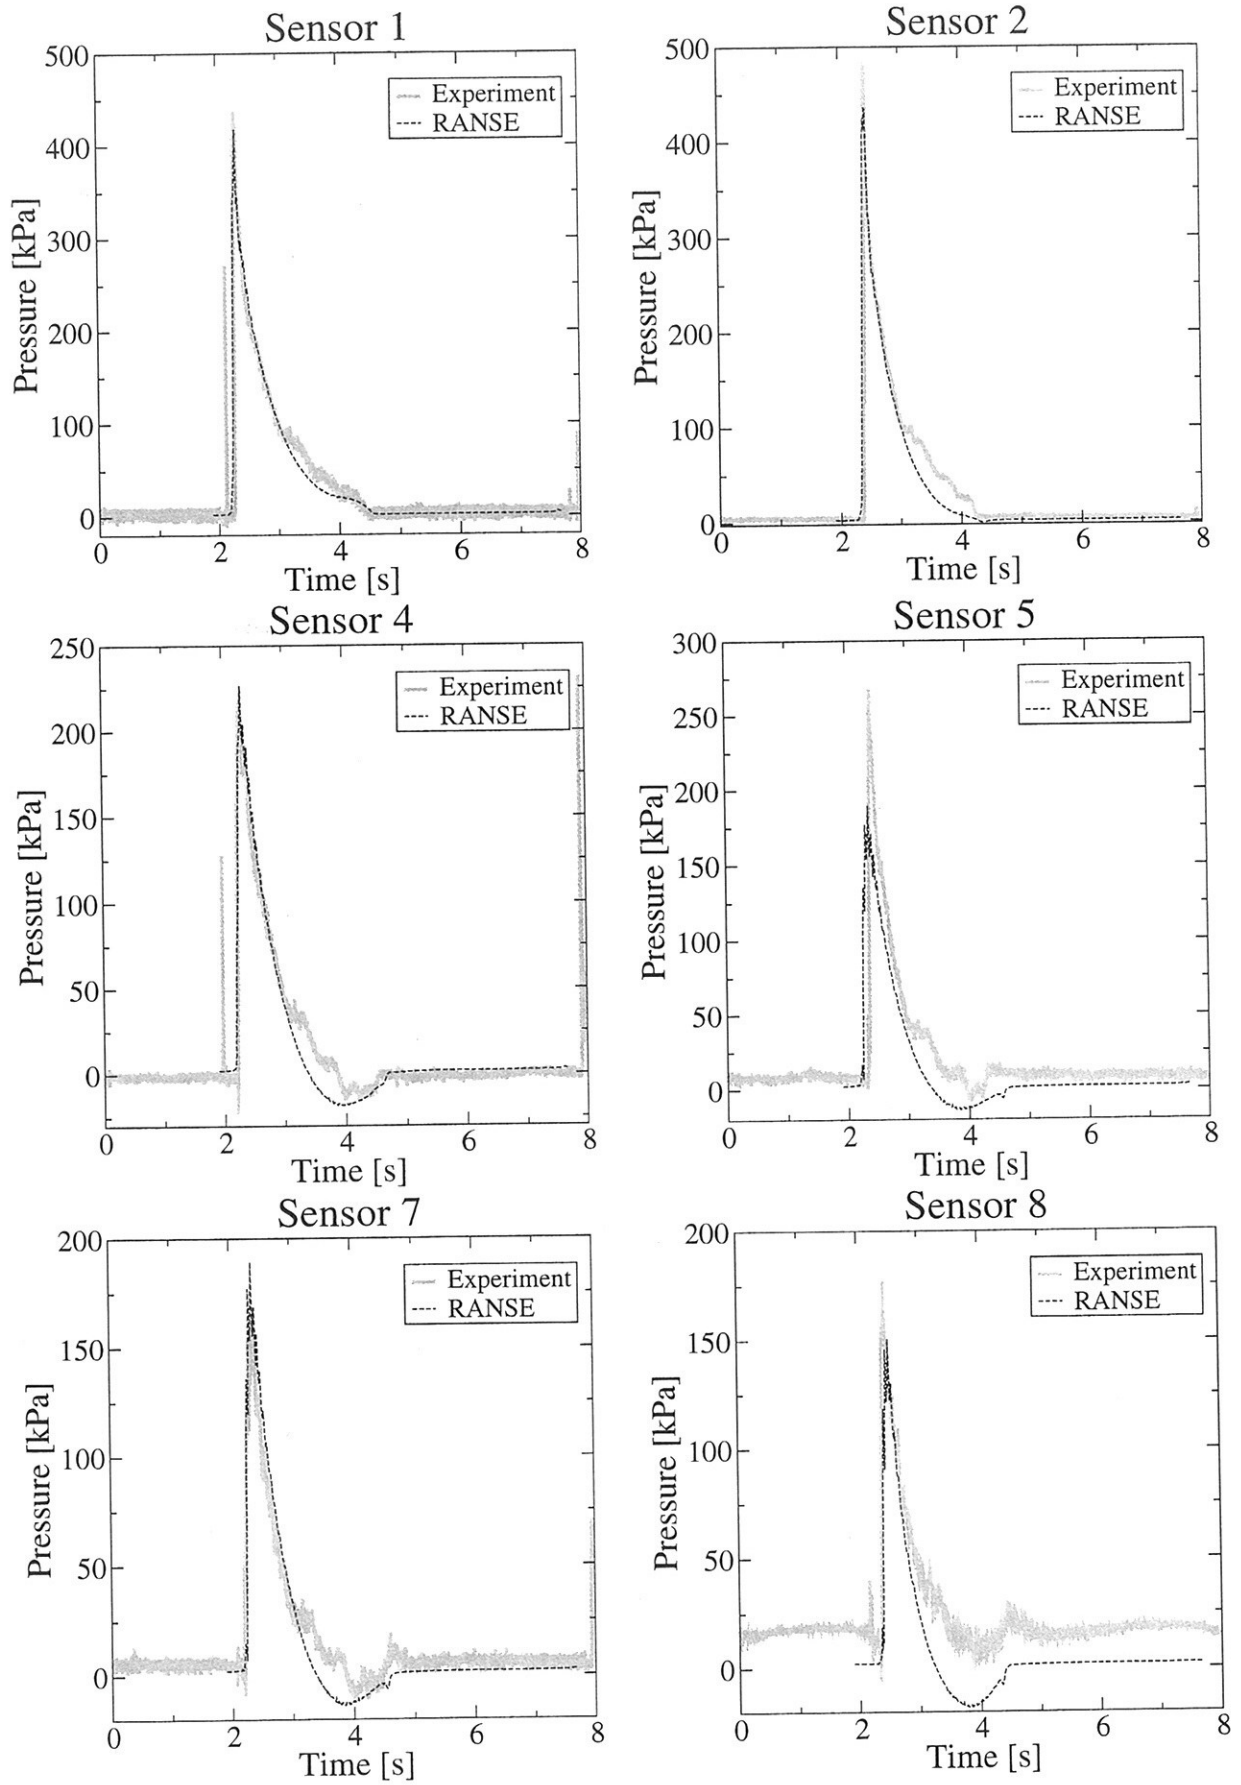 Sensor 1
500
400
300
200
100
0
Pressure [kPa]
Experiment
RANSE
0 2 4 6 8
Time [s]
Sensor 2
500
400
300
200
100
0
Pressure [kPa]
Experiment
RANSE
0 2 4 6 8
Time [s]
Sensor 4
250
200
150
100
50
0
Pressure [kPa]
Experiment
RANSE
0 2 4 6 8
Time [s]
Sensor 5
300
250
200
150
100
50
0
Pressure [kPa]
Experiment
RANSE
0 2 4 6 8
Time [s]
Sensor 7
200
150
100
50
0
Pressure [kPa]
Experiment
RANSE
0 2 4 6 8
Time [s]
Sensor 8
200
150
100
50
0
Pressure [kPa]
Experiment
RANSE
0 2 4 6 8
Time [s]